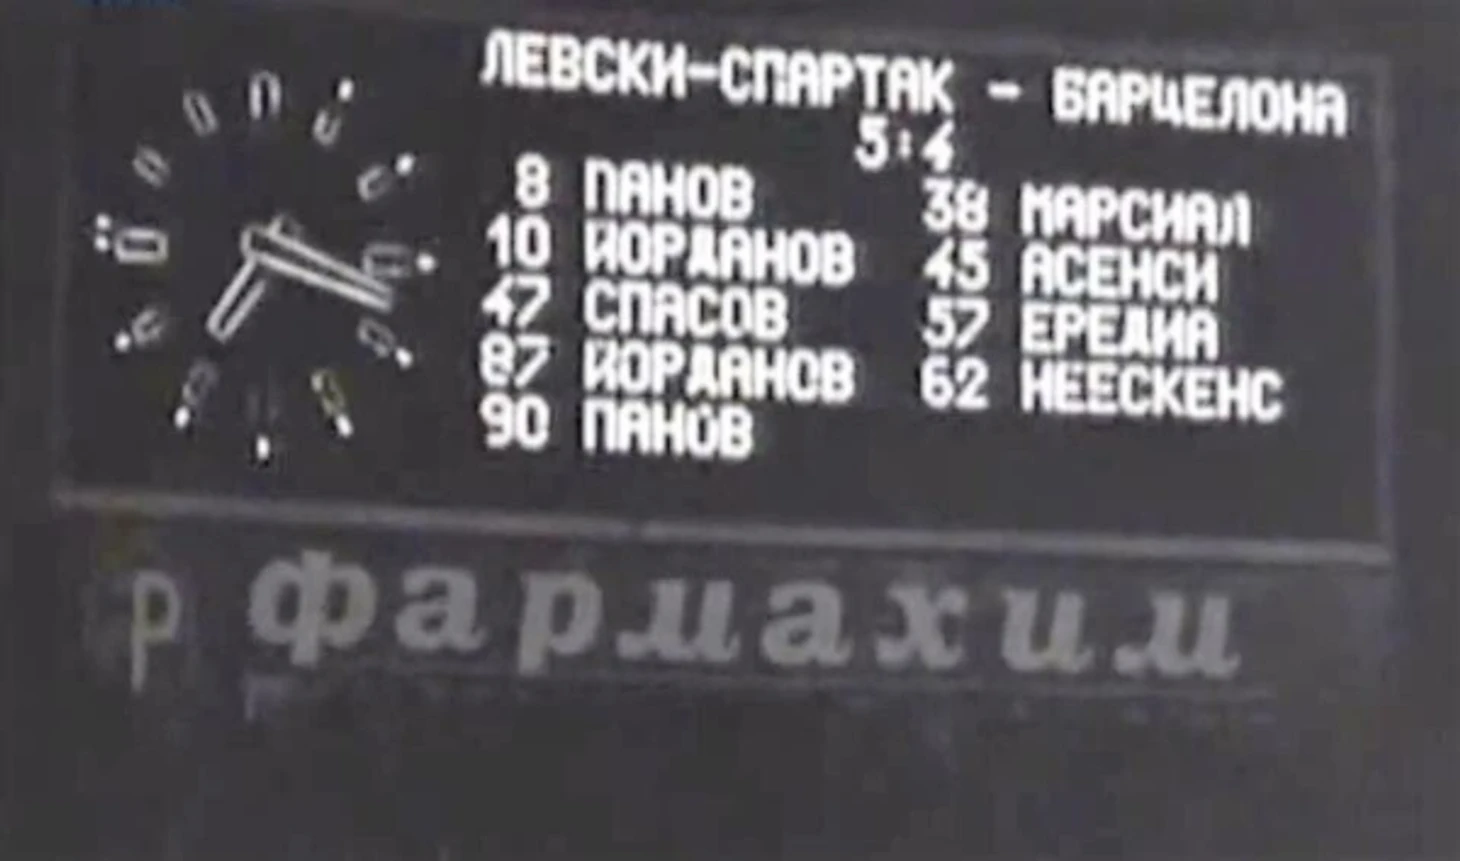 ЛЕВСКИ-СПАРТАК - БАРЦЕЛОНА
5:4
8 ПАНОВ 38 МАРСИАЛ
10 ЙОРДАНОВ 45 АСЕНСИ
47 СПАСОВ 57 ЕРЕДИА
87 ЙОРДАНОВ 62 НЕЕСКЕНС
90 ПАНОВ
р фармахим